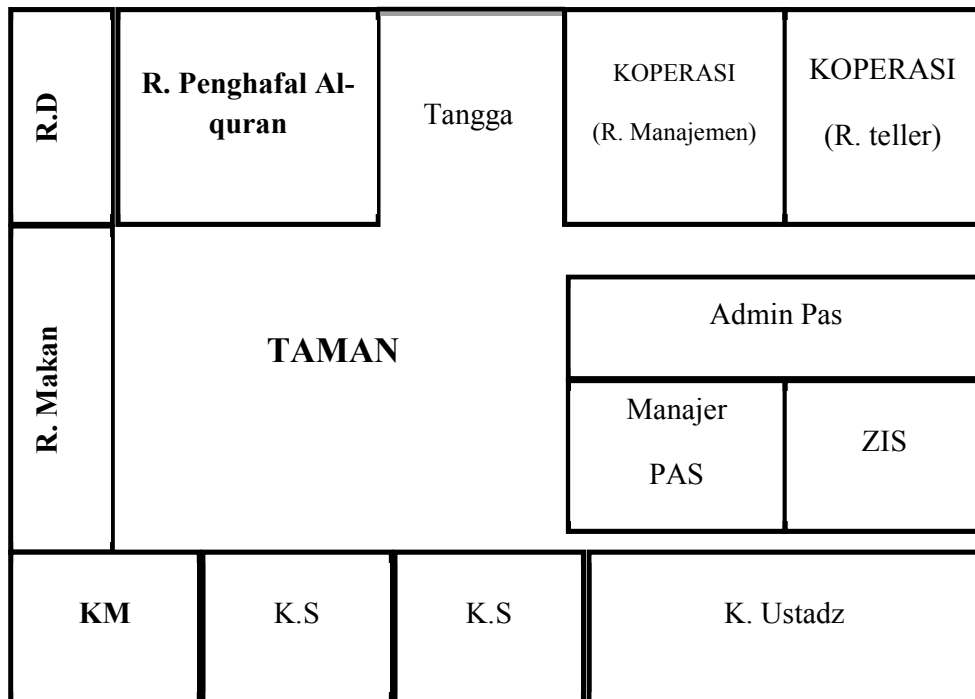 R.D
R. Penghafal Al-
quran
Tangga
KOPERASI
(R. Manajemen)
KOPERASI
(R. teller)
R. Makan
TAMAN
Admin Pas
Manajer
PAS
ZIS
KM
K.S
K.S
K. Ustadz